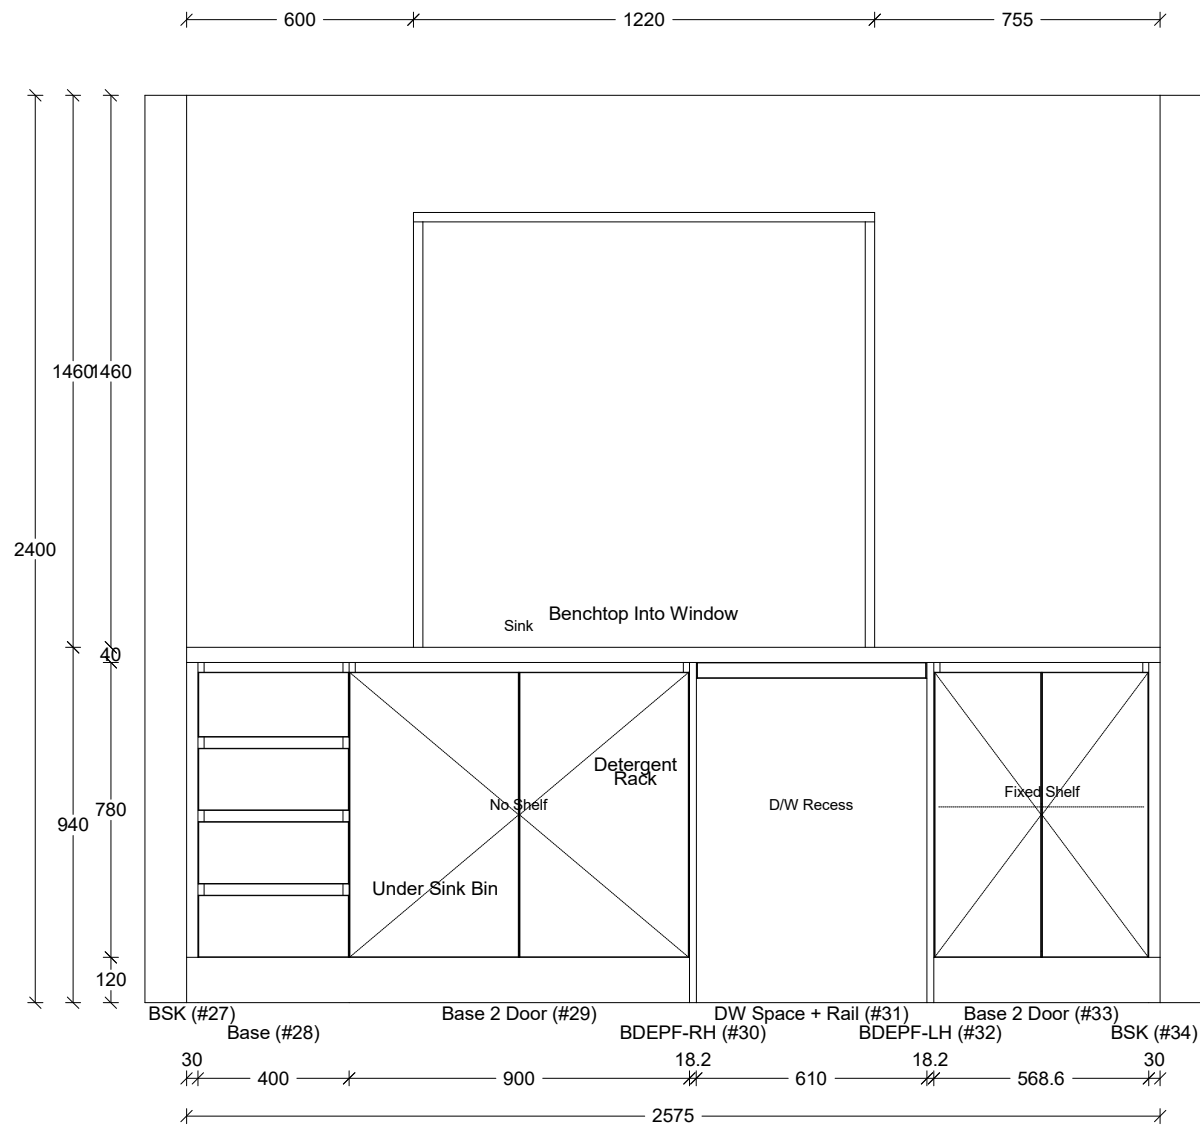 600
1220
755
1460
1460
2400
Benchtop Into Window
Sink
40
Detergent
Rack
Fixed Shelf
No Shelf
D/W Recess
780
940
Under Sink Bin
120
BSK (#27)
Base 2 Door (#29)
DW Space + Rail (#31)
Base 2 Door (#33)
Base (#28)
BDEPF-RH (#30)
BDEPF-LH (#32)
BSK (#34)
30
18.2
18.2
30
400
900
610
568.6
2575